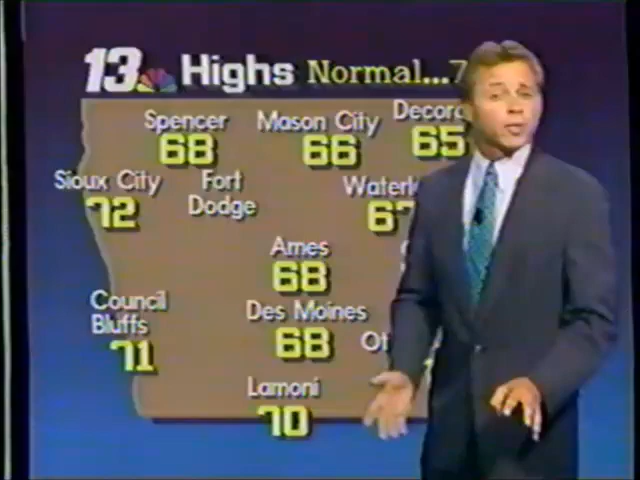 13 Highs Normal...7
Spencer Mason City Decora
68 66 65
Sioux City Fort Dodge Waterl
72 67
Ames
68
Council Bluffs Des Moines
71 68 Ot
Lamoni
70